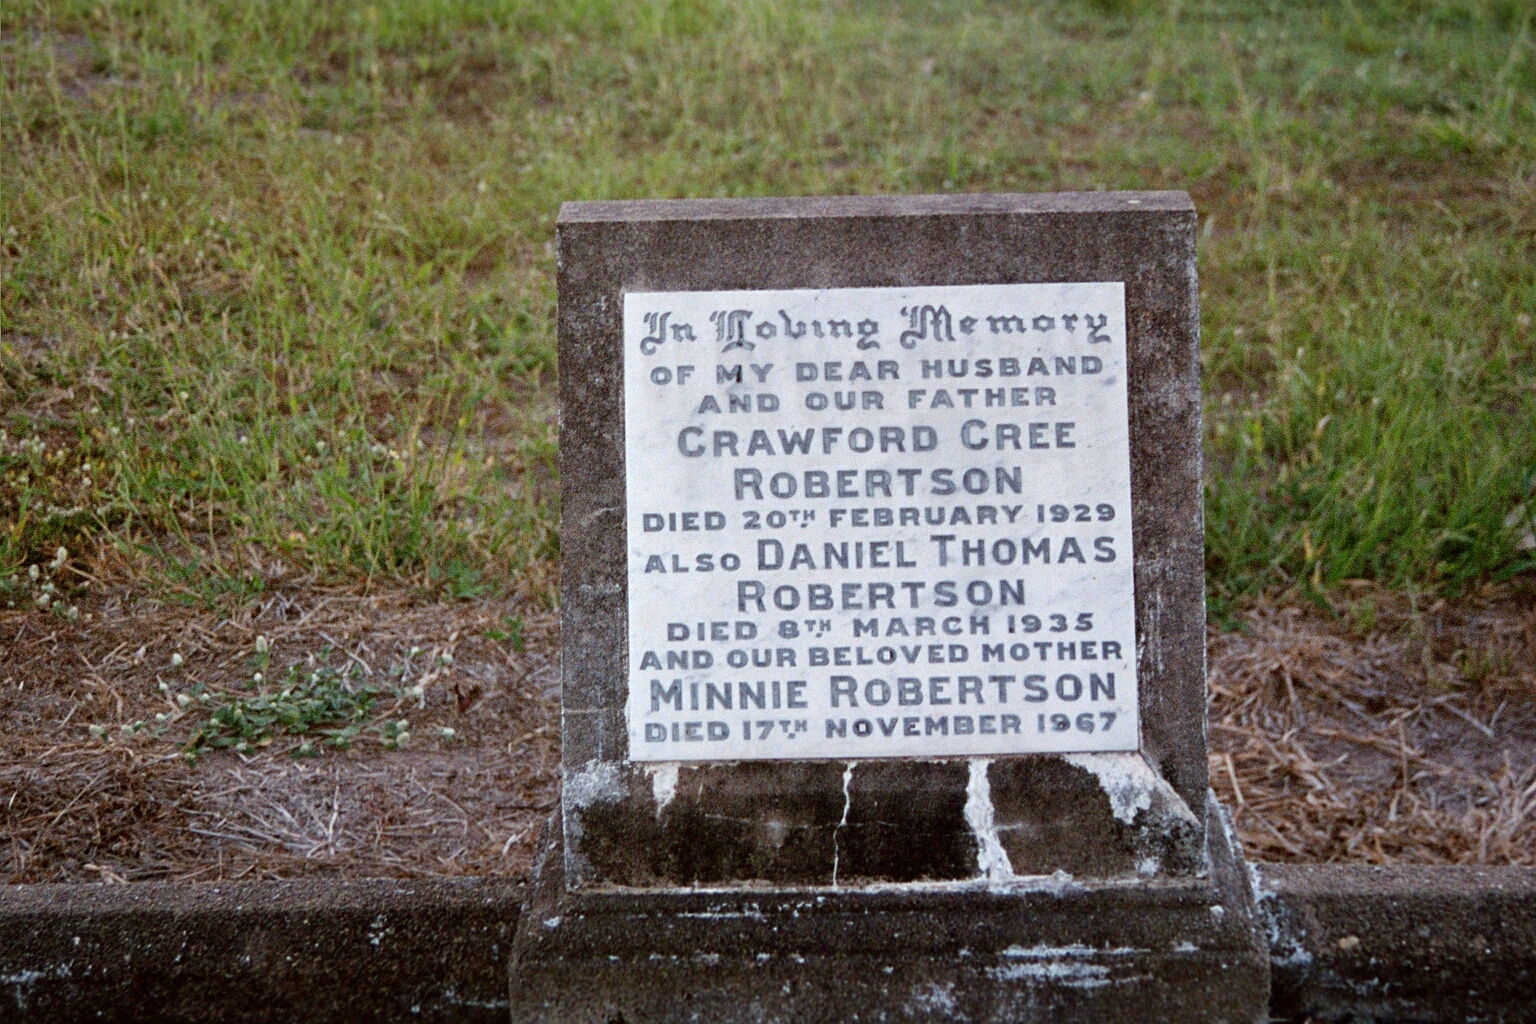 In Loving Memory
OF MY DEAR HUSBAND
AND OUR FATHER
CRAWFORD CREE
ROBERTSON
DIED 20TH FEBRUARY 1929
ALSO DANIEL THOMAS
ROBERTSON
DIED 8TH MARCH 1935
AND OUR BELOVED MOTHER
MINNIE ROBERTSON
DIED 17TH NOVEMBER 1967